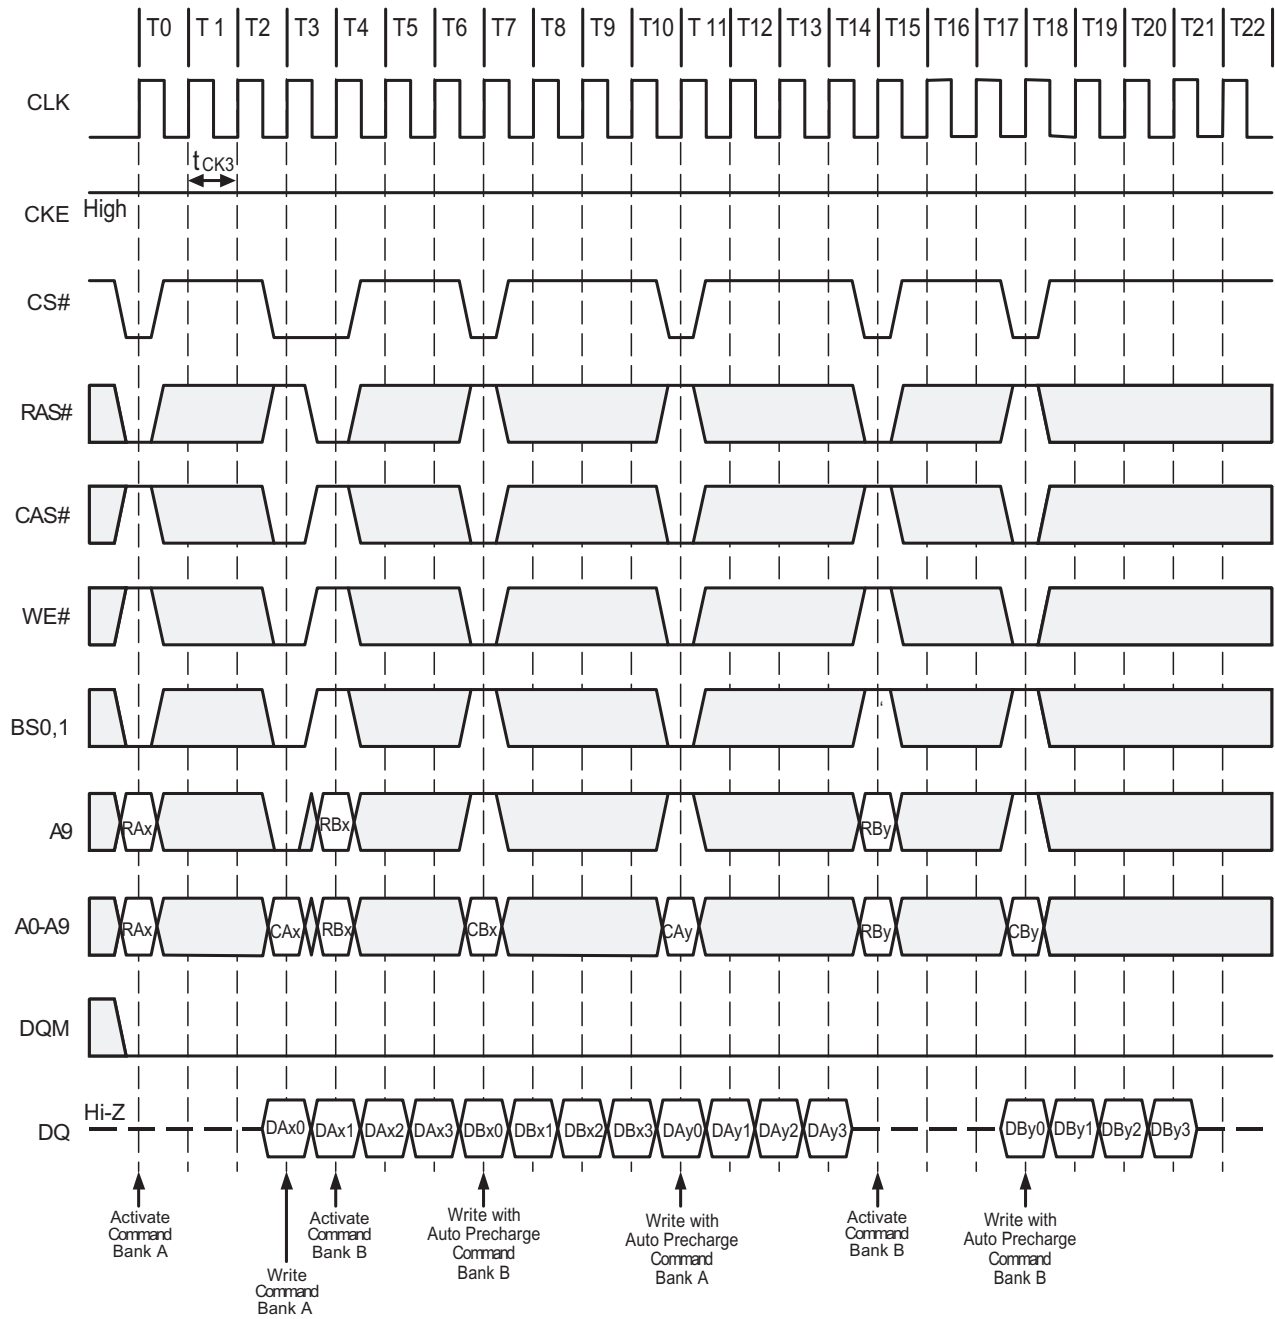 T0 T 1 T2 T3 T4 T5 T6 T7 T8 T9 T10 T 11 T12 T13 T14 T15 T16 T17 T18 T19 T20 T21 T22
CLK
tCK3
CKE High
CS#
RAS#
CAS#
WE#
BS0,1
A9 RAx RBx RBy
A0-A9 RAx CAx RBx CBx CAy RBy CBy
DQM
DQ Hi-Z DAx0 DAx1 DAx2 DAx3 DBx0 DBx1 DBx2 DBx3 DAy0 DAy1 DAy2 DAy3 DBy0 DBy1 DBy2 DBy3
Activate
Command
Bank A
Write
Command
Bank A
Activate
Command
Bank B
Write with
Auto Precharge
Command
Bank B
Write with
Auto Precharge
Command
Bank A
Activate
Command
Bank B
Write with
Auto Precharge
Command
Bank B